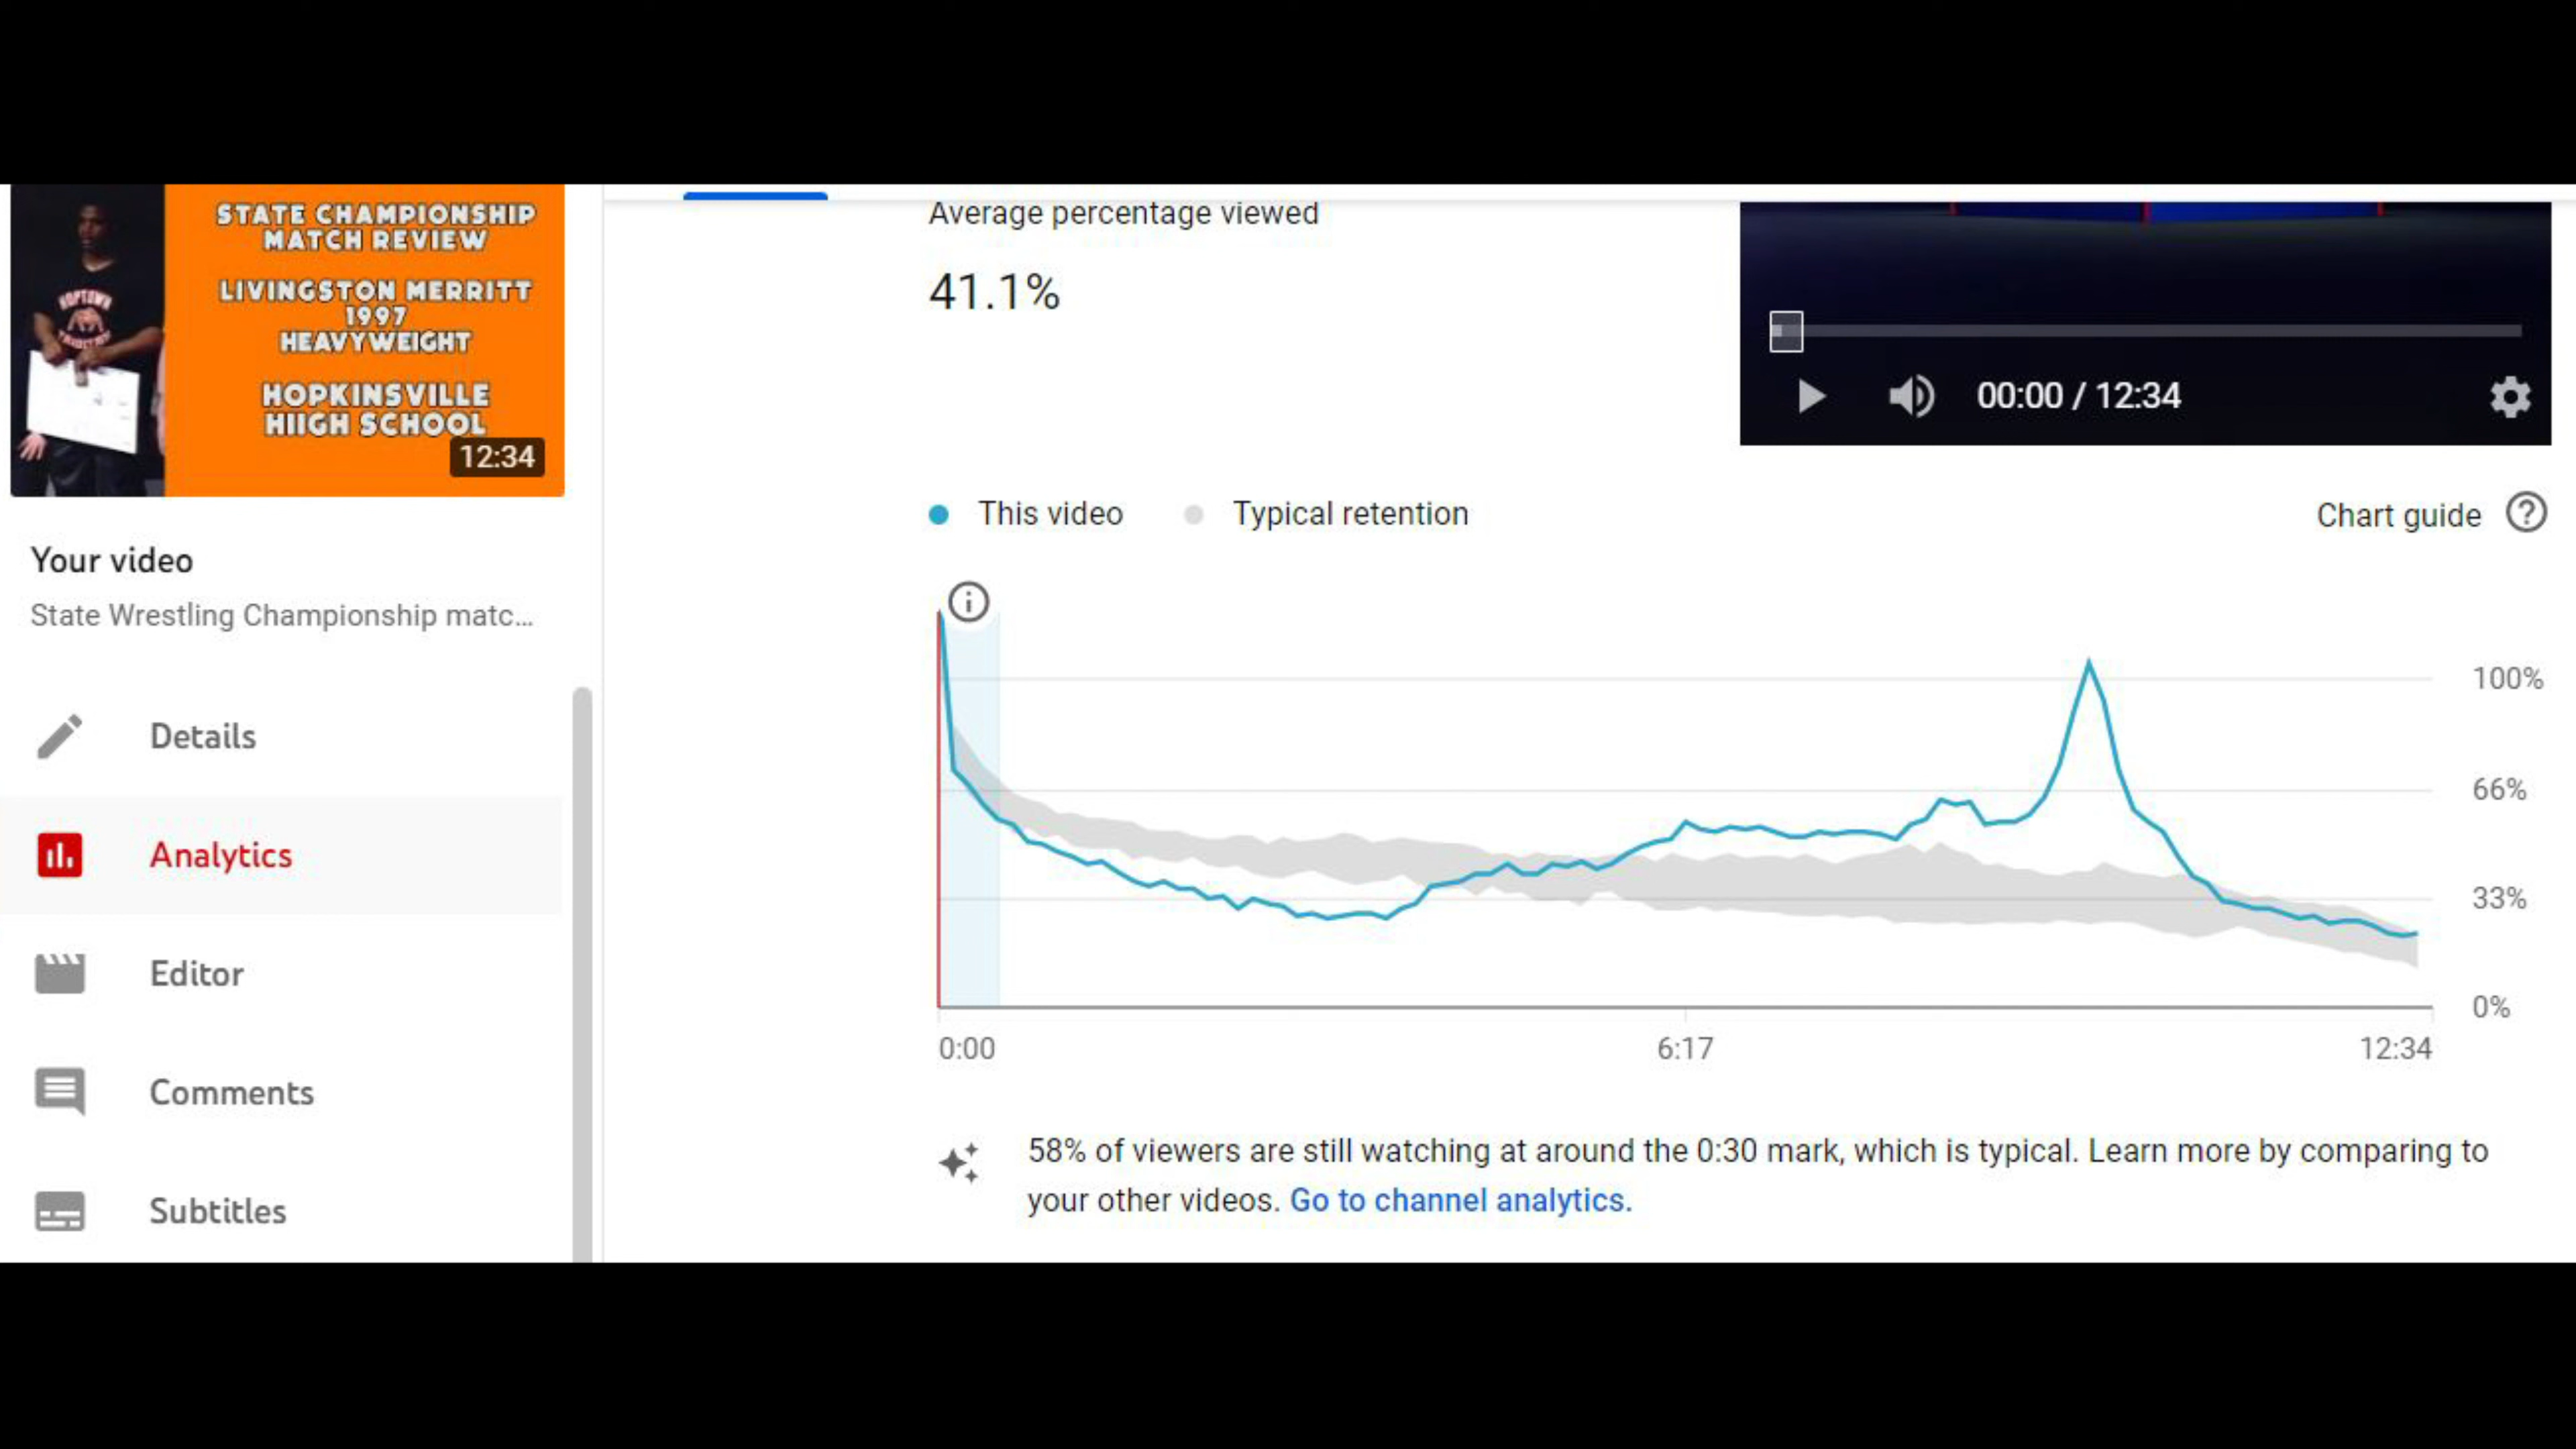 STATE CHAMPIONSHIP
MATCH REVIEW
LIVINGSTON MERRITT
1997
HEAVYWEIGHT
HOPKINSVILLE
HIIGH SCHOOL
12:34
HOPTOWN
Your video
State Wrestling Championship matc...
Details
Analytics
Editor
Comments
Subtitles
Average percentage viewed
41.1%
00:00 / 12:34
This video
Typical retention
Chart guide
100%
66%
33%
0%
0:00
6:17
12:34
58% of viewers are still watching at around the 0:30 mark, which is typical. Learn more by comparing to
your other videos. Go to channel analytics.